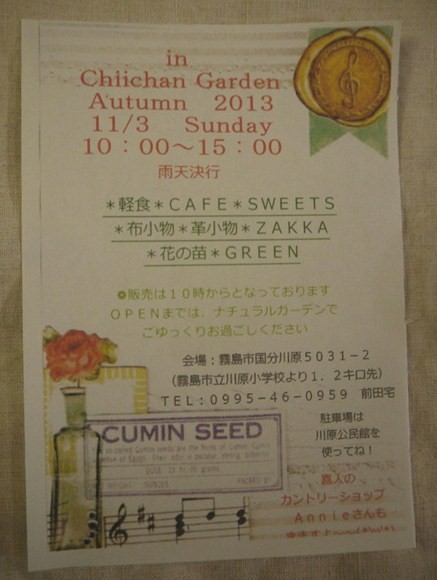 in
Chiichan Garden
Autumn 2013
11/3 Sunday
10：00～15：00
雨天決行
＊軽食＊ＣＡＦＥ＊ＳＷＥＥＴＳ
＊布小物＊革小物＊ＺＡＫＫＡ
＊花の苗＊ＧＲＥＥＮ
❁販売は１０時からとなっております
ＯＰＥＮまでは、ナチュラルガーデンで
ごゆっくりお過ごしください
会場：霧島市国分川原５０３１－２
（霧島市立川原小学校より１．２キロ先）
ＴＥＬ：０９９５－４６－０９５９ 前田宅
駐車場は
川原公民館を
使ってね！
CUMIN SEED
嘉人の
カントリーショップ
Ａｎｎｉｅさんも